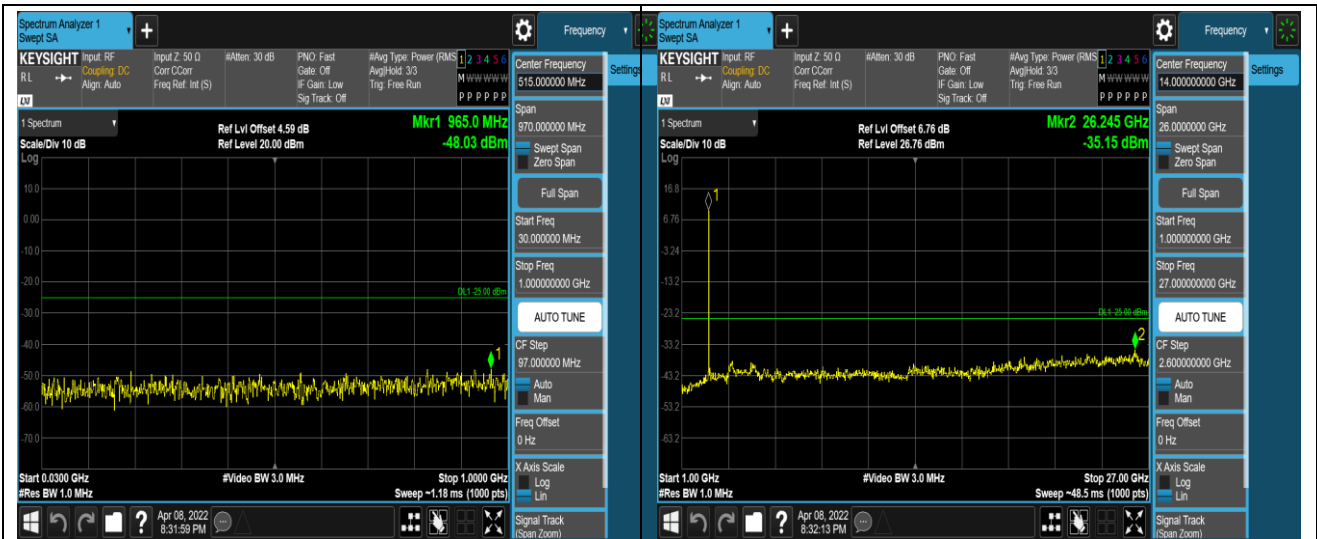 Spectrum Analyzer 1
Swept SA
+
Frequency
KEYSIGHT
Input: RF
Input Z: 50 Ω
#Atten: 30 dB
PNO: Fast
#Avg Type: Power (RMS
1 2 3 4 5 6
RL
Coupling: DC
Corr CCorr
Gate: Off
Avg|Hold: 3/3
M W W W W W
Align: Auto
Freq Ref: Int (S)
IF Gain: Low
Trig: Free Run
Sig Track: Off
P P P P P P
LXI
Center Frequency
515.000000 MHz
Settings
1 Spectrum
Ref Lvl Offset 4.59 dB
Mkr1 965.0 MHz
Scale/Div 10 dB
Ref Level 20.00 dBm
-48.03 dBm
Log
10.0
0.00
-10.0
-20.0
DL1 -25.00 dBm
-30.0
-40.0
1
-50.0
-60.0
-70.0
Start 0.0300 GHz
#Video BW 3.0 MHz
Stop 1.0000 GHz
#Res BW 1.0 MHz
Sweep ~1.18 ms (1000 pts)
Span
970.000000 MHz
Swept Span
Zero Span
Full Span
Start Freq
30.000000 MHz
Stop Freq
1.000000000 GHz
AUTO TUNE
CF Step
97.000000 MHz
Auto
Man
Freq Offset
0 Hz
X Axis Scale
Log
Lin
Signal Track
(Span Zoom)
?
Apr 08, 2022
8:31:59 PM
Spectrum Analyzer 1
Swept SA
+
Frequency
KEYSIGHT
Input: RF
Input Z: 50 Ω
#Atten: 30 dB
PNO: Fast
#Avg Type: Power (RMS
1 2 3 4 5 6
RL
Coupling: DC
Corr CCorr
Gate: Off
Avg|Hold: 3/3
M W W W W W
Align: Auto
Freq Ref: Int (S)
IF Gain: Low
Trig: Free Run
Sig Track: Off
P P P P P P
LXI
Center Frequency
14.000000000 GHz
Settings
1 Spectrum
Ref Lvl Offset 6.76 dB
Mkr2 26.245 GHz
Scale/Div 10 dB
Ref Level 26.76 dBm
-35.15 dBm
Log
16.8
1
6.76
-3.24
-13.2
-23.2
DL1 -25.00 dBm
-33.2
2
-43.2
-53.2
-63.2
Start 1.00 GHz
#Video BW 3.0 MHz
Stop 27.00 GHz
#Res BW 1.0 MHz
Sweep ~48.5 ms (1000 pts)
Span
26.0000000 GHz
Swept Span
Zero Span
Full Span
Start Freq
1.000000000 GHz
Stop Freq
27.000000000 GHz
AUTO TUNE
CF Step
2.600000000 GHz
Auto
Man
Freq Offset
0 Hz
X Axis Scale
Log
Lin
Signal Track
(Span Zoom)
?
Apr 08, 2022
8:32:13 PM